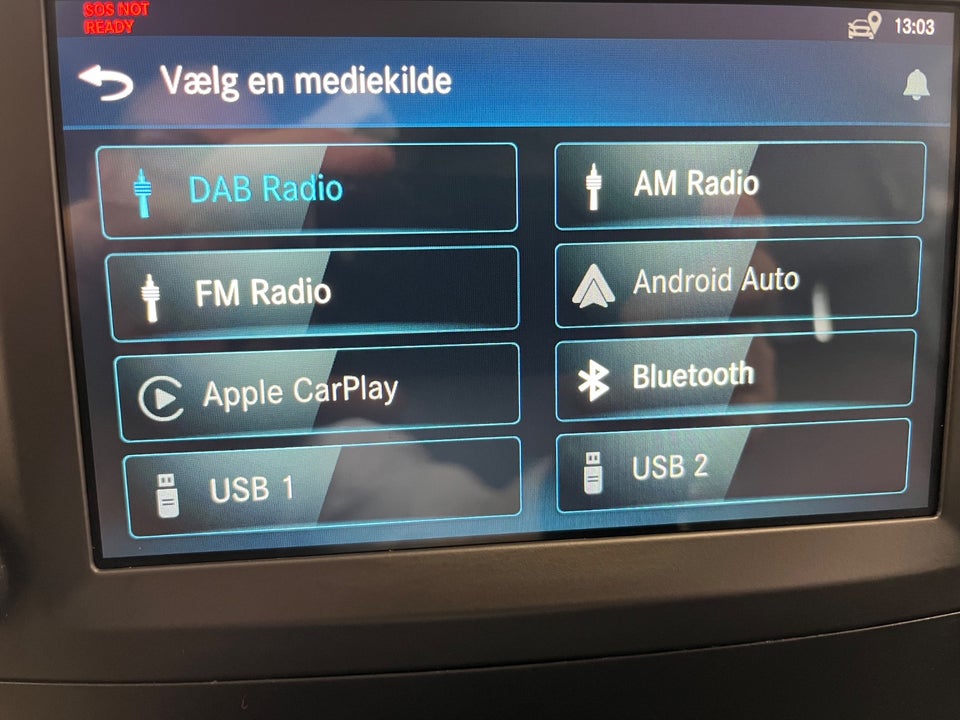 SOS NOT
READY
13:03
Vælg en mediekilde
DAB Radio
AM Radio
FM Radio
Android Auto
Apple CarPlay
Bluetooth
USB 1
USB 2